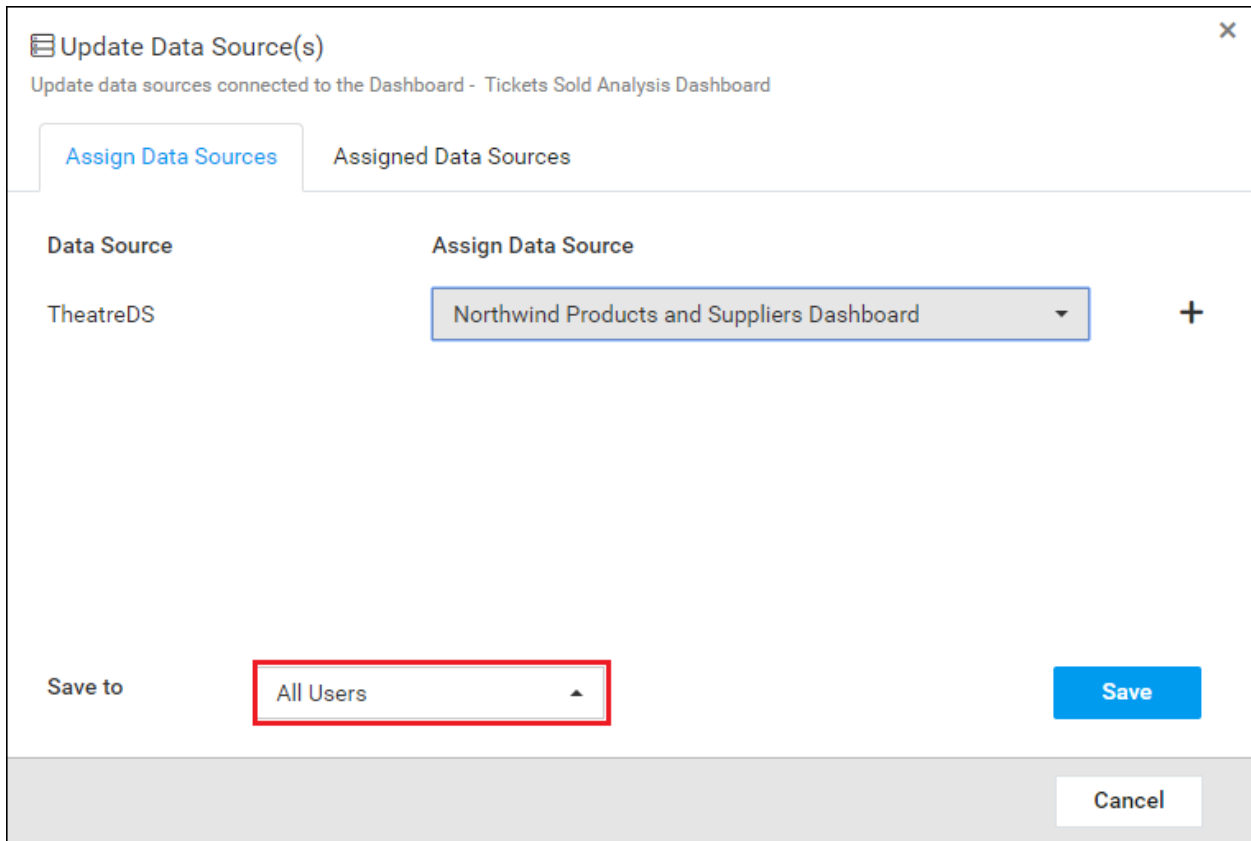 Update Data Source(s)
Update data sources connected to the Dashboard - Tickets Sold Analysis Dashboard
Assign Data Sources Assigned Data Sources
Data Source Assign Data Source
TheatreDS Northwind Products and Suppliers Dashboard
Save to All Users Save
Cancel